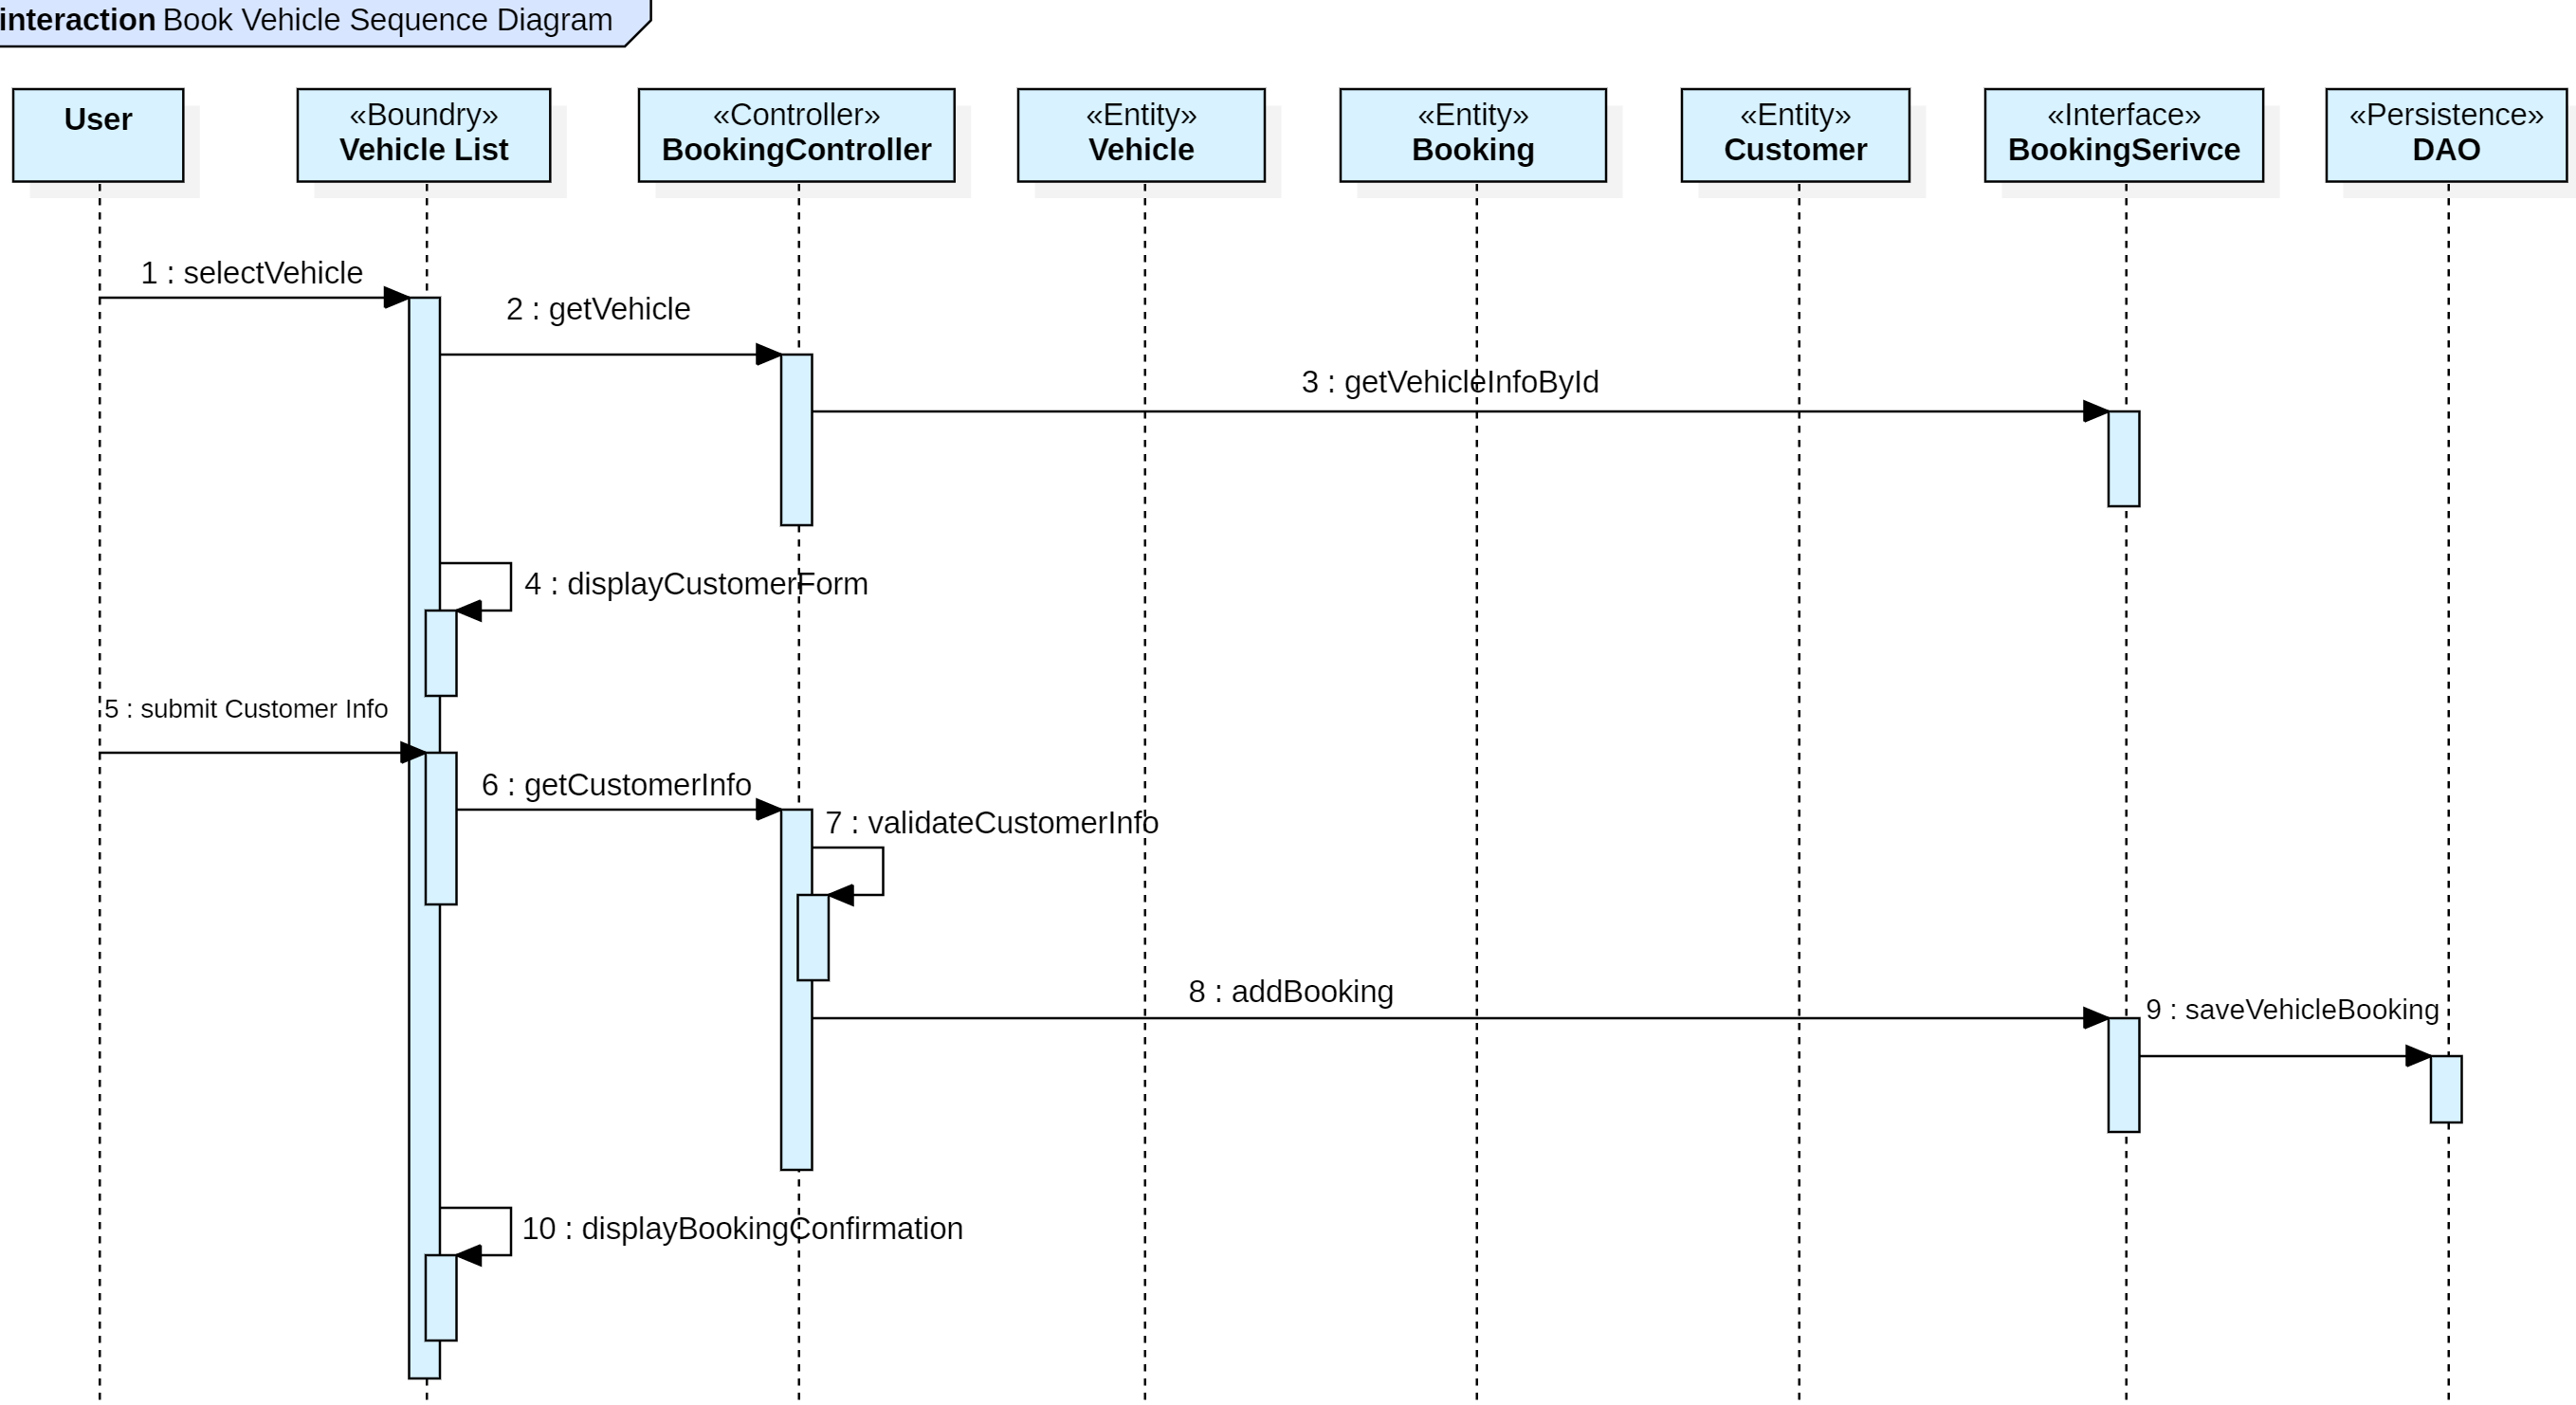 interaction Book Vehicle Sequence Diagram
User
«Boundry»
Vehicle List
«Controller»
BookingController
«Entity»
Vehicle
«Entity»
Booking
«Entity»
Customer
«Interface»
BookingSerivce
«Persistence»
DAO
1 : selectVehicle
2 : getVehicle
3 : getVehicleInfoById
4 : displayCustomerForm
5 : submit Customer Info
6 : getCustomerInfo
7 : validateCustomerInfo
8 : addBooking
9 : saveVehicleBooking
10 : displayBookingConfirmation